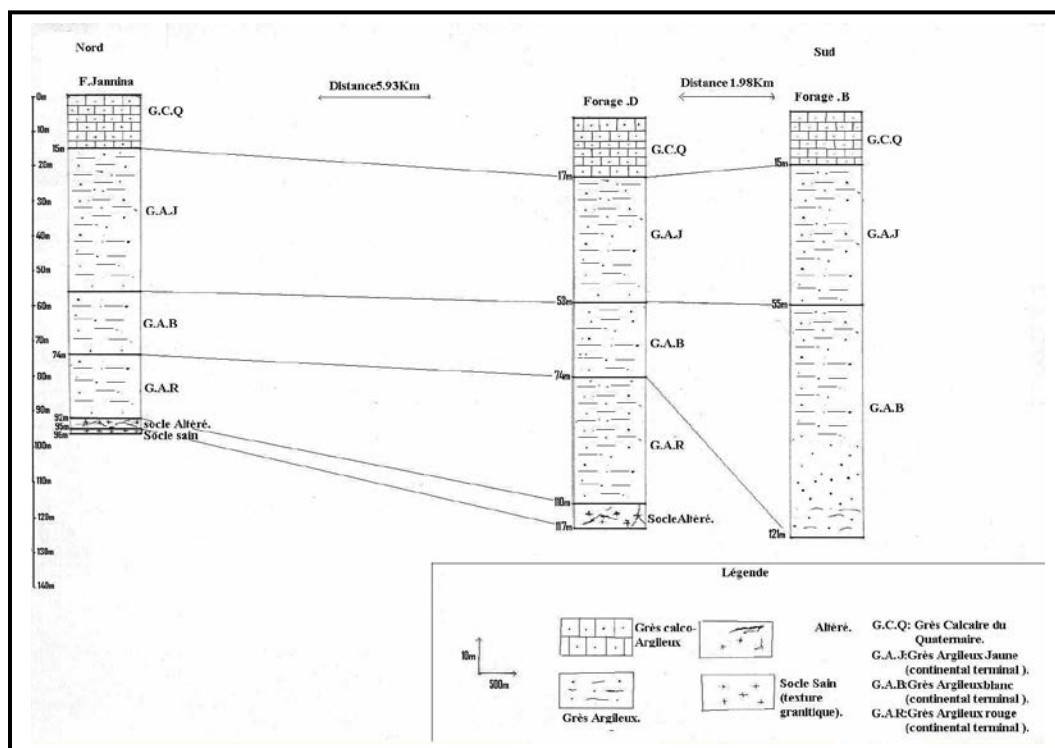 Nord
Sud
F.Jannina
Distance5.93Km
Forage .D
Distance 1.98Km
Forage .B
0m
10m
15m
20m
30m
40m
50m
60m
70m
74m
80m
90m
92m
95m
96m
100m
110m
120m
130m
140m
G.C.Q
G.A.J
G.A.B
G.A.R
socle Altéré.
Socle sain
17m
74m
110m
117m
G.C.Q
G.A.J
G.A.B
G.A.R
SocleAltéré.
15m
55m
121m
G.C.Q
G.A.J
G.A.B
Légende
10m
500m
Grès calco-
Argileux
Grès Argileux.
Altéré.
Socle Sain
(texture
granitique).
G.C.Q: Grès Calcaire du
Quaternaire.
G.A.J:Grès Argileux Jaune
(continental terminal ).
G.A.B:Grès Argileuxblanc
(continental terminal ).
G.A.R:Grès Argileux rouge
(continental terminal ).